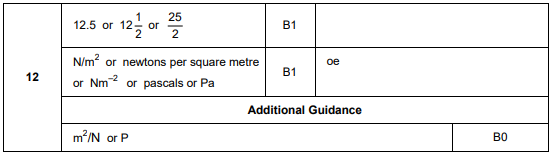 12
12.5 or 12 1/2 or 25/2 B1
N/m² or newtons per square metre
or Nm⁻² or pascals or Pa B1 oe
Additional Guidance
m²/N or P B0